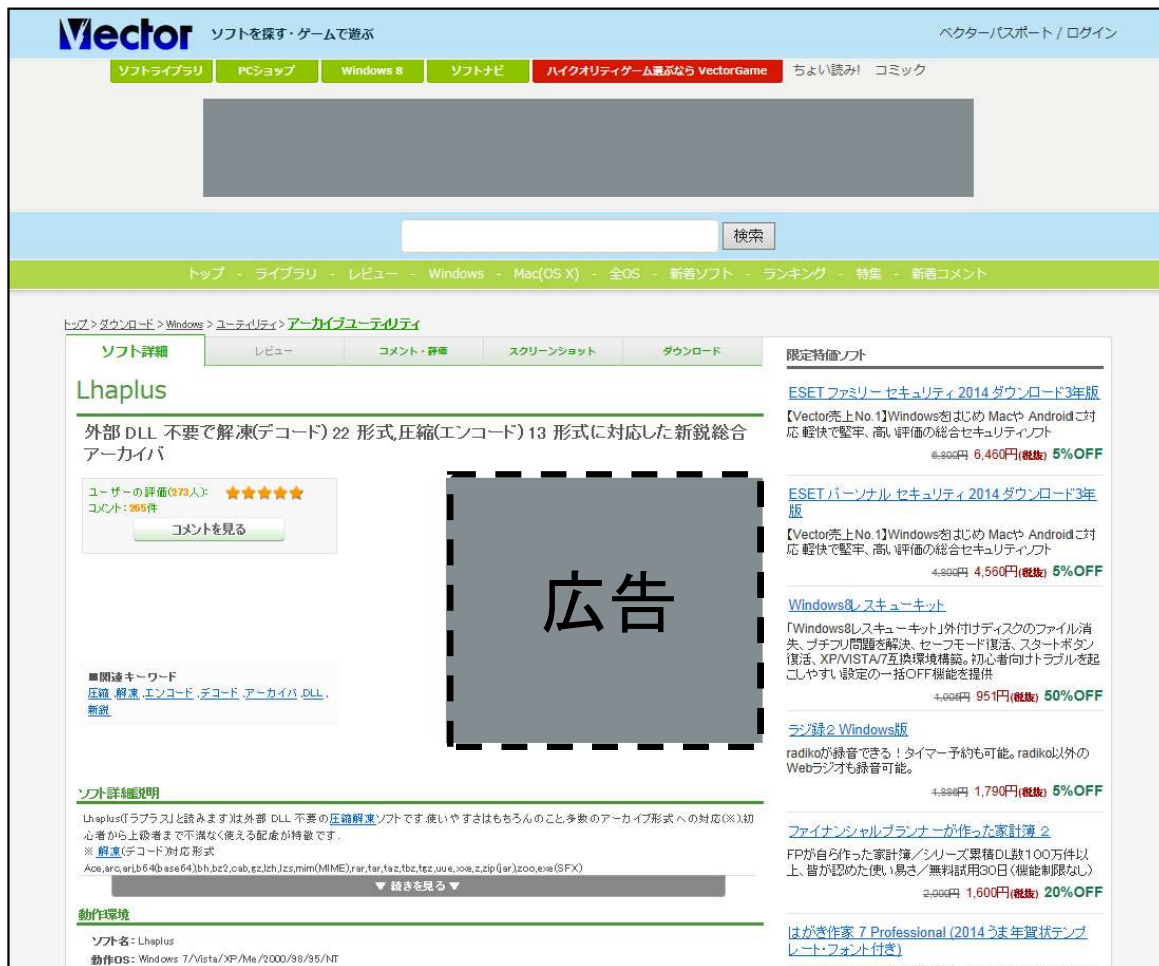 Vector ソフトを探す・ゲームで遊ぶ
ベクターパスポート / ログイン
ソフトライブラリ PCショップ Windows 8 ソフトナビ ハイクオリティゲーム選ぶなら VectorGame ちょい読み! コミック
検索
トップ - ライブラリ - レビュー - Windows - Mac(OS X) - 全OS - 新着ソフト - ランキング - 特集 - 新着コメント
トップ > ダウンロード > Windows > ユーティリティ > アーカイブユーティリティ
ソフト詳細 レビュー コメント・評価 スクリーンショット ダウンロード
Lhaplus
外部 DLL 不要で解凍(デコード) 22 形式,圧縮(エンコード) 13 形式に対応した新鋭総合
アーカイバ
ユーザーの評価(273人): ★★★★★
コメント:265件
コメントを見る
広告
■関連キーワード
圧縮 ,解凍 ,エンコード ,デコード ,アーカイバ ,DLL ,
新鋭
ソフト詳細説明
Lhaplus(「ラプラス」と読みます)は外部 DLL 不要の圧縮解凍ソフトです.使いやすさはもちろんのこと,多数のアーカイブ形式への対応(※),初
心者から上級者まで不満なく使える配慮が特徴です.
※ 解凍(デコード)対応形式
Ace,arc,arj,b64(base64),bh,bz2,cab,gz,lzh,lzs,mim(MIME),rar,tar,taz,tbz,tgz,uue,xxe,z,zip(jar),zoo,exe(SFX)
▼ 続きを見る ▼
動作環境
ソフト名:Lhaplus
動作OS:Windows 7/Vista/XP/Me/2000/98/95/NT
限定特価ソフト
ESET ファミリー セキュリティ 2014 ダウンロード3年版
【Vector売上No.1】Windowsをはじめ Macや Androidに対
応 軽快で堅牢、高い評価の総合セキュリティソフト
6,800円 6,460円(税抜) 5%OFF
ESET パーソナル セキュリティ 2014 ダウンロード3年
版
【Vector売上No.1】Windowsをはじめ Macや Androidに対
応 軽快で堅牢、高い評価の総合セキュリティソフト
4,800円 4,560円(税抜) 5%OFF
Windows8レスキューキット
「Windows8レスキューキット」外付けディスクのファイル消
失、プチフリ問題を解決、セーフモード復活、スタートボタン
復活、XP/VISTA/7互換環境構築。初心者向けトラブルを起
こしやすい設定の一括OFF機能を提供
951円(税抜) 50%OFF
ラジ録2 Windows版
radikoが録音できる!タイマー予約も可能。radiko以外の
Webラジオも録音可能。
1,790円(税抜) 5%OFF
ファイナンシャルプランナーが作った家計簿 2
FPが自ら作った家計簿/シリーズ累積DL数100万件以
上、皆が認めた使い易さ/無料試用30日(機能制限なし)
2,000円 1,600円(税抜) 20%OFF
はがき作家 7 Professional (2014 うま年賀状テンプ
レート・フォント付き)